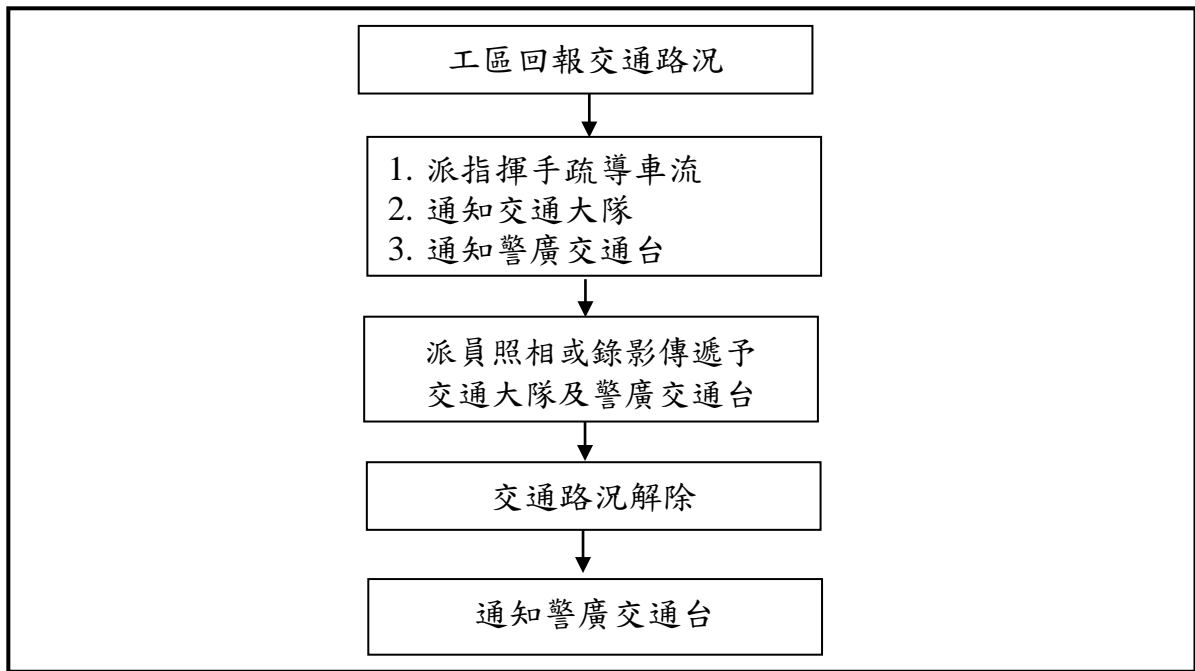 工區回報交通路況
1. 派指揮手疏導車流
2. 通知交通大隊
3. 通知警廣交通台
派員照相或錄影傳遞予
交通大隊及警廣交通台
交通路況解除
通知警廣交通台